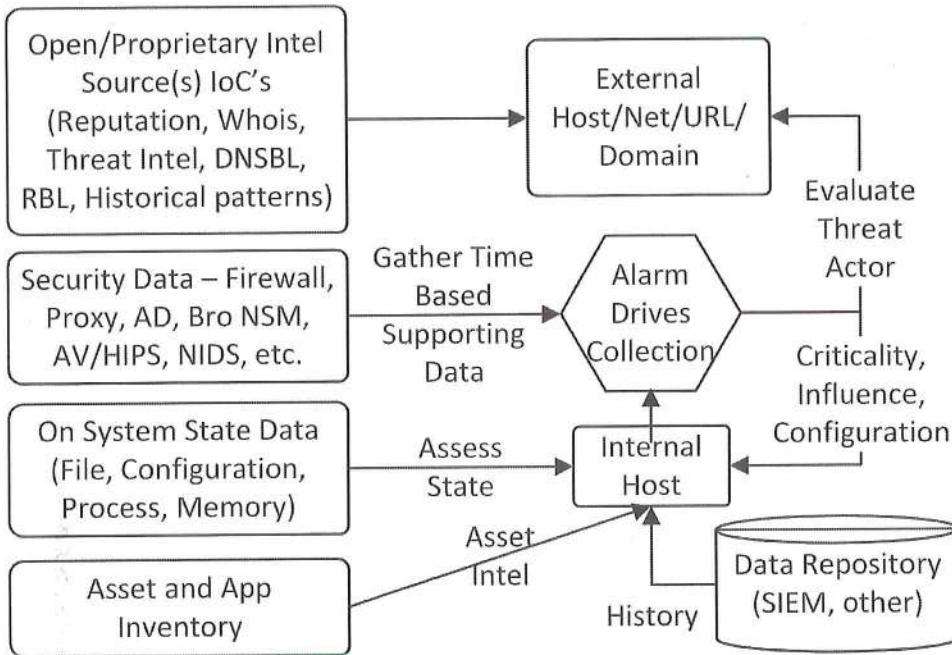 Open/Proprietary Intel
Source(s) IoC's
(Reputation, Whois,
Threat Intel, DNSBL,
RBL, Historical patterns)
External
Host/Net/URL/
Domain
Evaluate
Threat
Actor
Security Data – Firewall,
Proxy, AD, Bro NSM,
AV/HIPS, NIDS, etc.
Gather Time
Based
Supporting
Data
Alarm
Drives
Collection
Criticality,
Influence,
Configuration
On System State Data
(File, Configuration,
Process, Memory)
Assess
State
Internal
Host
Asset and App
Inventory
Asset
Intel
History
Data Repository
(SIEM, other)